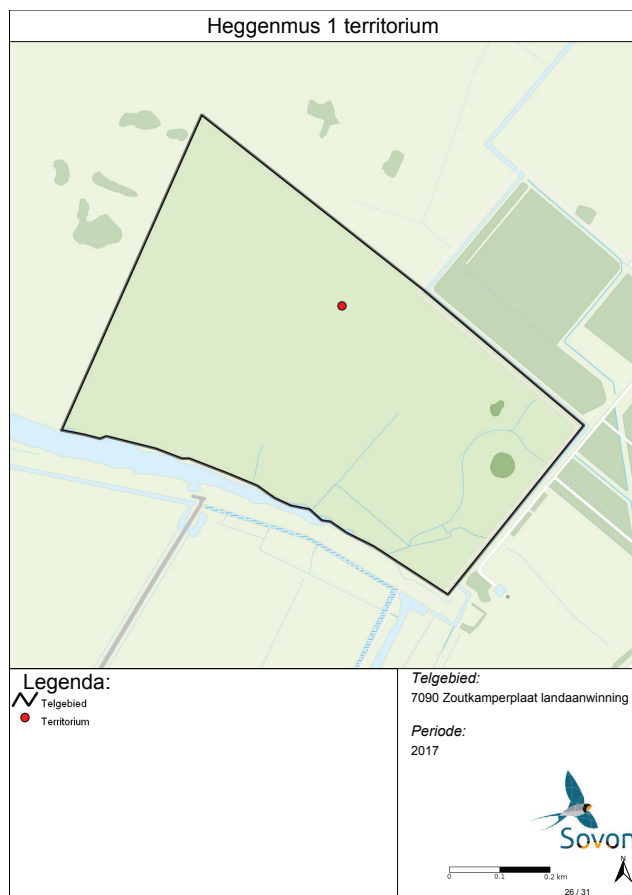 Heggenmus 1 territorium
Legenda:
Telgebied
Territorium
Telgebied:
7090 Zoutkamperplaat landaanwinning
Periode:
2017
Sovon
N
0 0.1 0.2 km
26 / 31